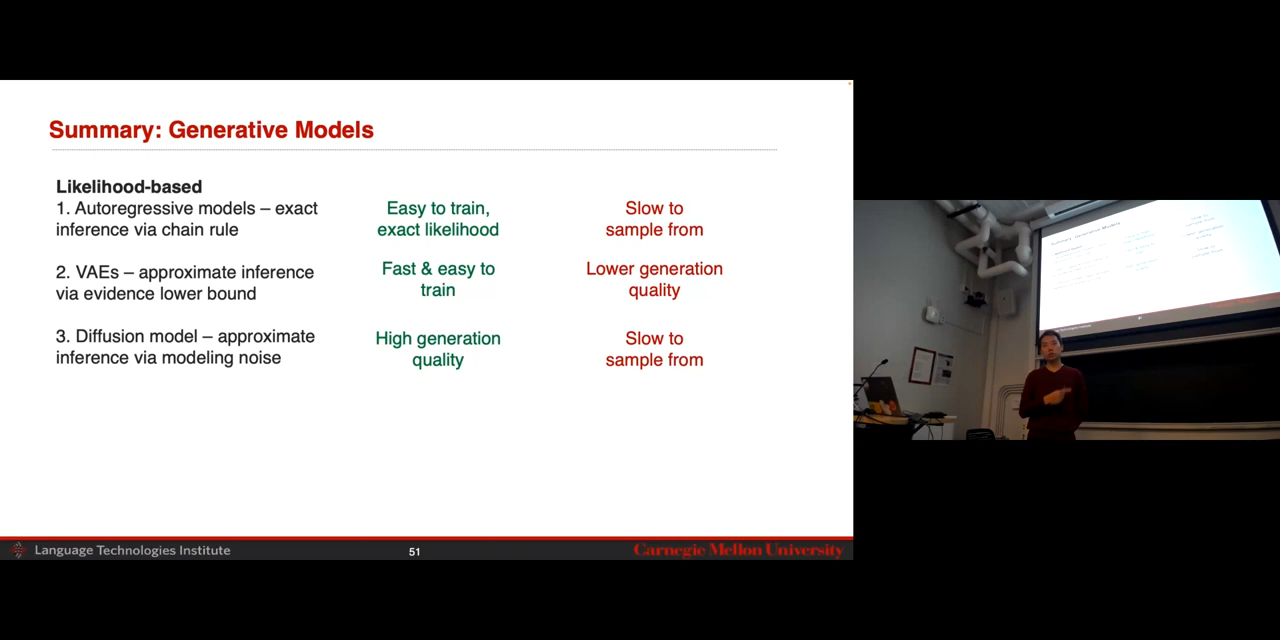 Summary: Generative Models
Likelihood-based
1. Autoregressive models – exact
inference via chain rule
Easy to train,
exact likelihood
Slow to
sample from
2. VAEs – approximate inference
via evidence lower bound
Fast & easy to
train
Lower generation
quality
3. Diffusion model – approximate
inference via modeling noise
High generation
quality
Slow to
sample from
Language Technologies Institute
51
Carnegie Mellon University
Summary: Generative Models